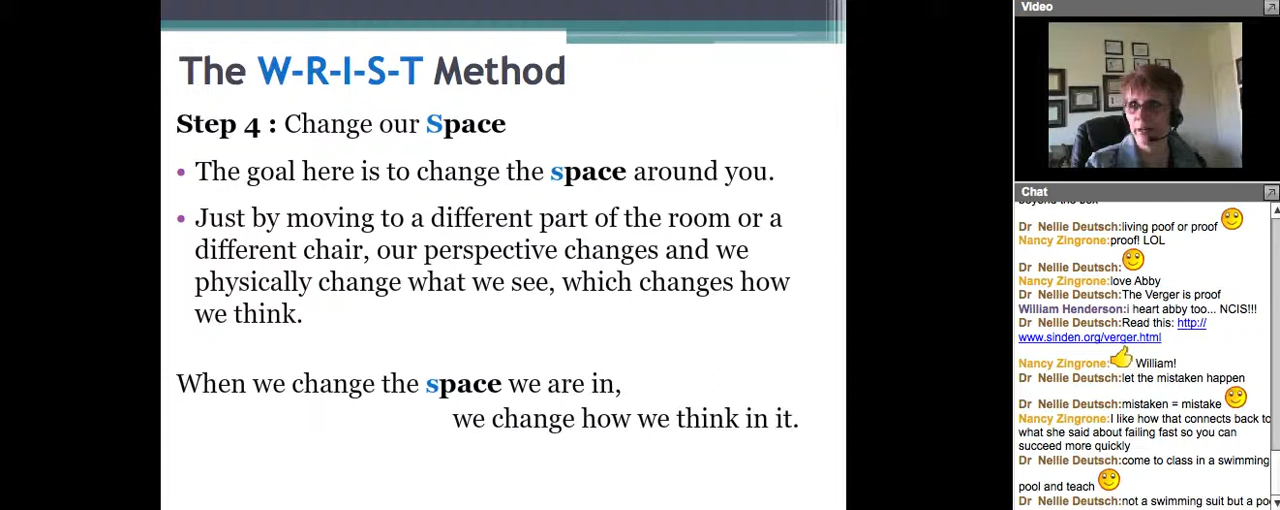 The W-R-I-S-T Method
Step 4 : Change our Space
• The goal here is to change the space around you.
• Just by moving to a different part of the room or a
different chair, our perspective changes and we
physically change what we see, which changes how
we think.
When we change the space we are in,
we change how we think in it.
Video
Chat
beyond the box
Dr Nellie Deutsch:living poof or proof
Nancy Zingrone:proof! LOL
Dr Nellie Deutsch:
Nancy Zingrone:love Abby
Dr Nellie Deutsch:The Verger is proof
William Henderson:i heart abby too... NCIS!!!
Dr Nellie Deutsch:Read this: http://
www.sinden.org/verger.html
Nancy Zingrone: William!
Dr Nellie Deutsch:let the mistaken happen
Dr Nellie Deutsch:mistaken = mistake
Nancy Zingrone:I like how that connects back to
what she said about failing fast so you can
succeed more quickly
Dr Nellie Deutsch:come to class in a swimming
pool and teach
Dr Nellie Deutsch:not a swimming suit but a po